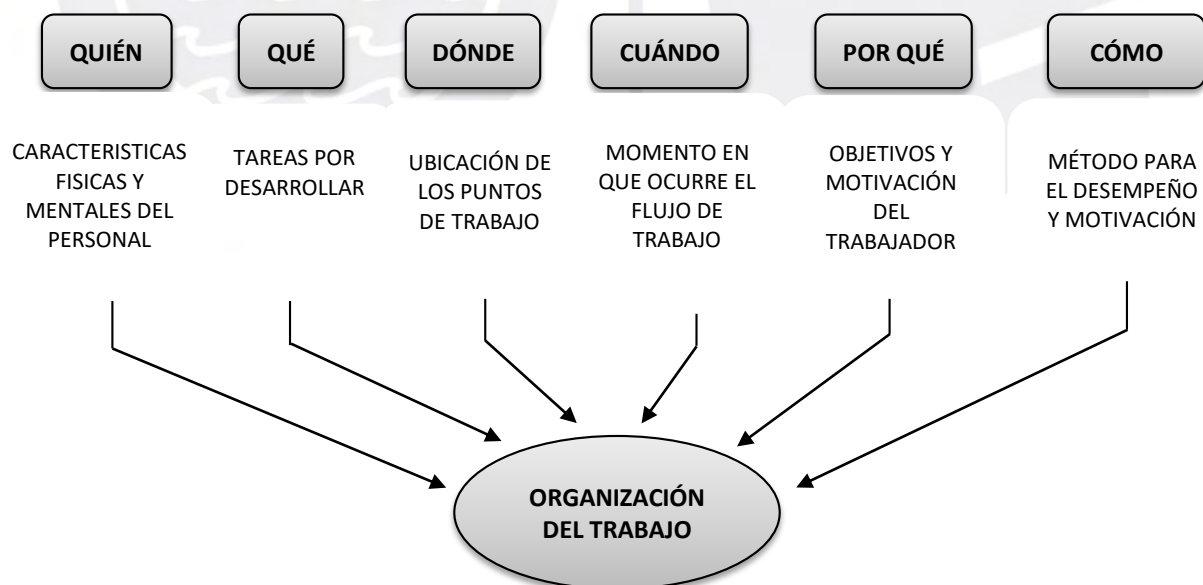 QUIÉN
QUÉ
DÓNDE
CUÁNDO
POR QUÉ
CÓMO
CARACTERISTICAS
FISICAS Y
MENTALES DEL
PERSONAL
TAREAS POR
DESARROLLAR
UBICACIÓN DE
LOS PUNTOS
DE TRABAJO
MOMENTO EN
QUE OCURRE EL
FLUJO DE
TRABAJO
OBJETIVOS Y
MOTIVACIÓN
DEL
TRABAJADOR
MÉTODO PARA
EL DESEMPEÑO
Y MOTIVACIÓN
ORGANIZACIÓN
DEL TRABAJO